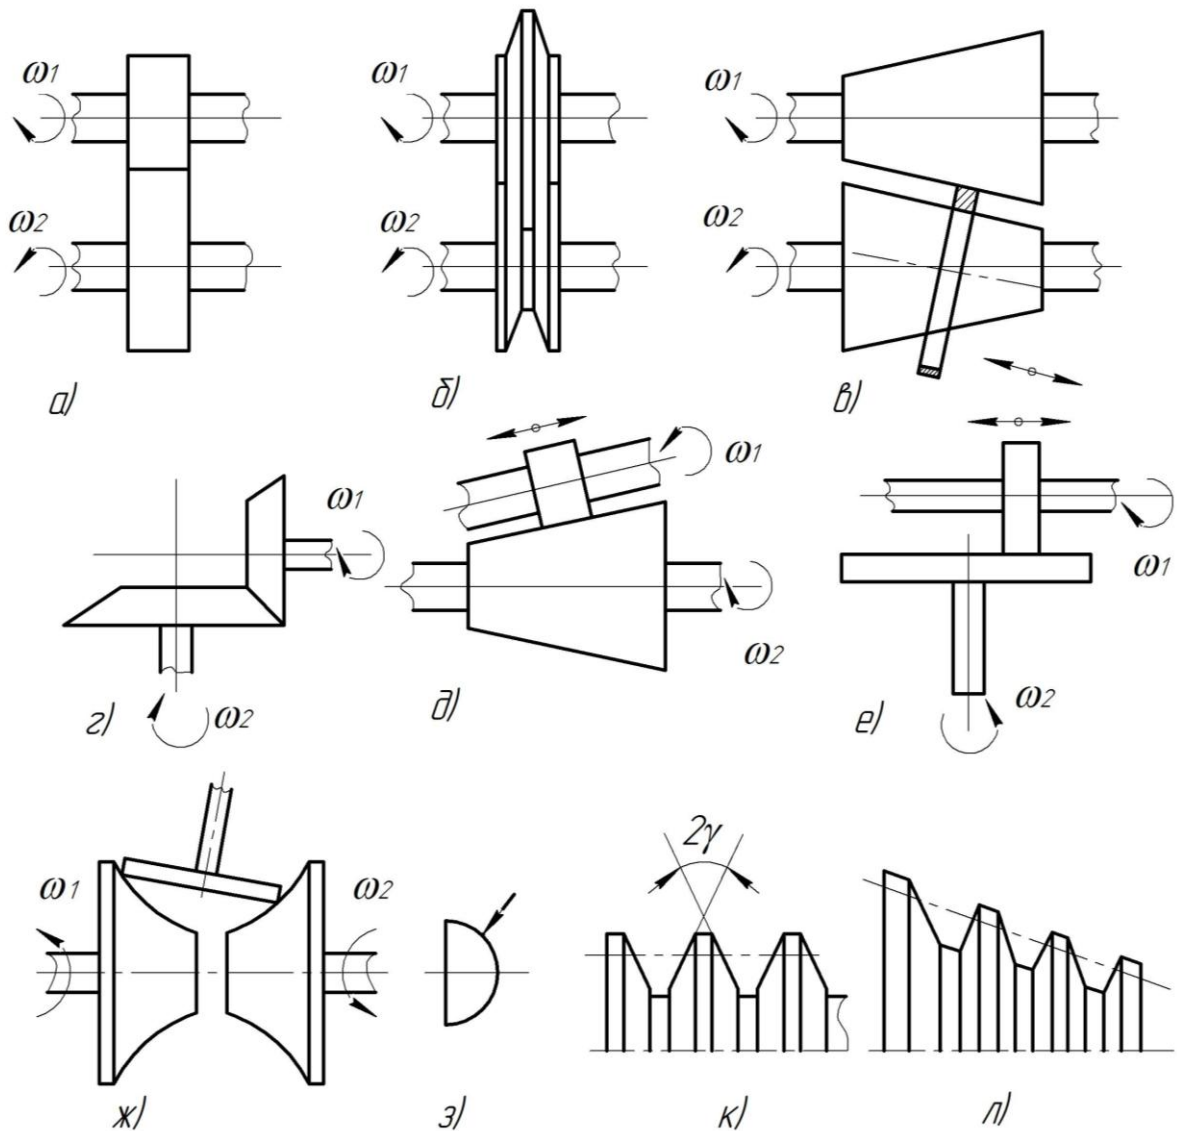 ω1 ω1 ω1
ω2 ω2 ω2
а) б) в)
ω1 ω1 ω1
ω2 ω2 ω2
г) д) е)
2γ
ω1 ω2
ж) з) к) л)